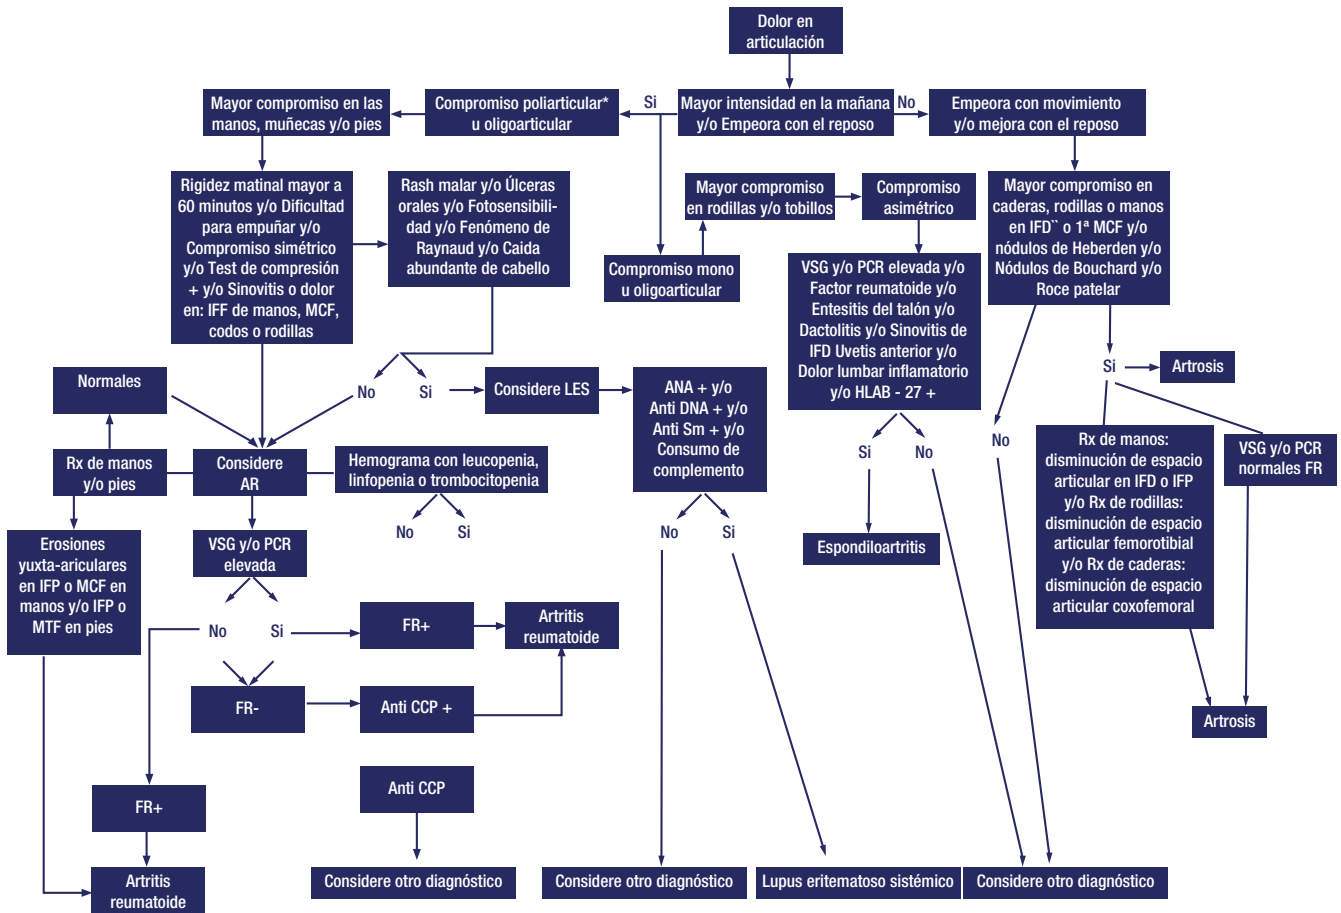 Dolor en
articulación
Mayor compromiso en las
manos, muñecas y/o pies
Compromiso poliarticular*
u oligoarticular
Si
Mayor intensidad en la mañana
y/o Empeora con el reposo
No
Empeora con movimiento
y/o mejora con el reposo
Rigidez matinal mayor a
60 minutos y/o Dificultad
para empuñar y/o
Compromiso simétrico
y/o Test de compresión
+ y/o Sinovitis o dolor
en: IFF de manos, MCF,
codos o rodillas
Rash malar y/o Úlceras
orales y/o Fotosensibili-
dad y/o Fenómeno de
Raynaud y/o Caida
abundante de cabello
Mayor compromiso
en rodillas y/o tobillos
Compromiso
asimétrico
Mayor compromiso en
caderas, rodillas o manos
en IFD`` o 1ª MCF y/o
nódulos de Heberden y/o
Nódulos de Bouchard y/o
Roce patelar
Compromiso mono
u oligoarticular
VSG y/o PCR elevada y/o
Factor reumatoide y/o
Entesitis del talón y/o
Dactolitis y/o Sinovitis de
IFD Uvetis anterior y/o
Dolor lumbar inflamatorio
y/o HLAB - 27 +
Normales
No
Si
Considere LES
ANA + y/o
Anti DNA + y/o
Anti Sm + y/o
Consumo de
complemento
Si
Artrosis
Rx de manos
y/o pies
Considere
AR
Hemograma con leucopenia,
linfopenia o trombocitopenia
Si
No
No
Rx de manos:
disminución de espacio
articular en IFD o IFP
y/o Rx de rodillas:
disminución de espacio
articular femorotibial
y/o Rx de caderas:
disminución de espacio
articular coxofemoral
VSG y/o PCR
normales FR
No
Si
No
Si
Erosiones
yuxta-ariculares
en IFP o MCF en
manos y/o IFP o
MTF en pies
VSG y/o PCR
elevada
Espondiloartritis
No
Si
FR+
Artritis
reumatoide
FR-
Anti CCP +
Artrosis
Anti CCP
FR+
Artritis
reumatoide
Considere otro diagnóstico
Considere otro diagnóstico
Lupus eritematoso sistémico
Considere otro diagnóstico